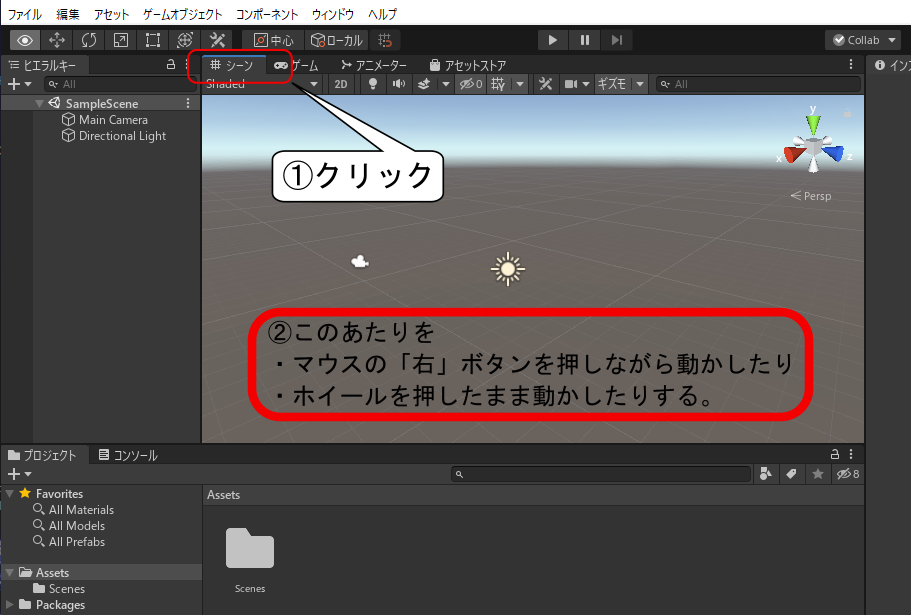 ファイル 編集 アセット ゲームオブジェクト コンポーネント ウィンドウ ヘルプ
中心 ローカル Collab
ヒエラルキー シーン ゲーム アニメーター アセットストア
All Shaded 2D 0 ギズモ All
SampleScene
Main Camera
Directional Light
y
x z
Persp
①クリック
②このあたりを
・マウスの「右」ボタンを押しながら動かしたり
・ホイールを押したまま動かしたりする。
プロジェクト コンソール
8
Favorites
All Materials
All Models
All Prefabs
Assets
Scenes
Packages
Assets
Scenes